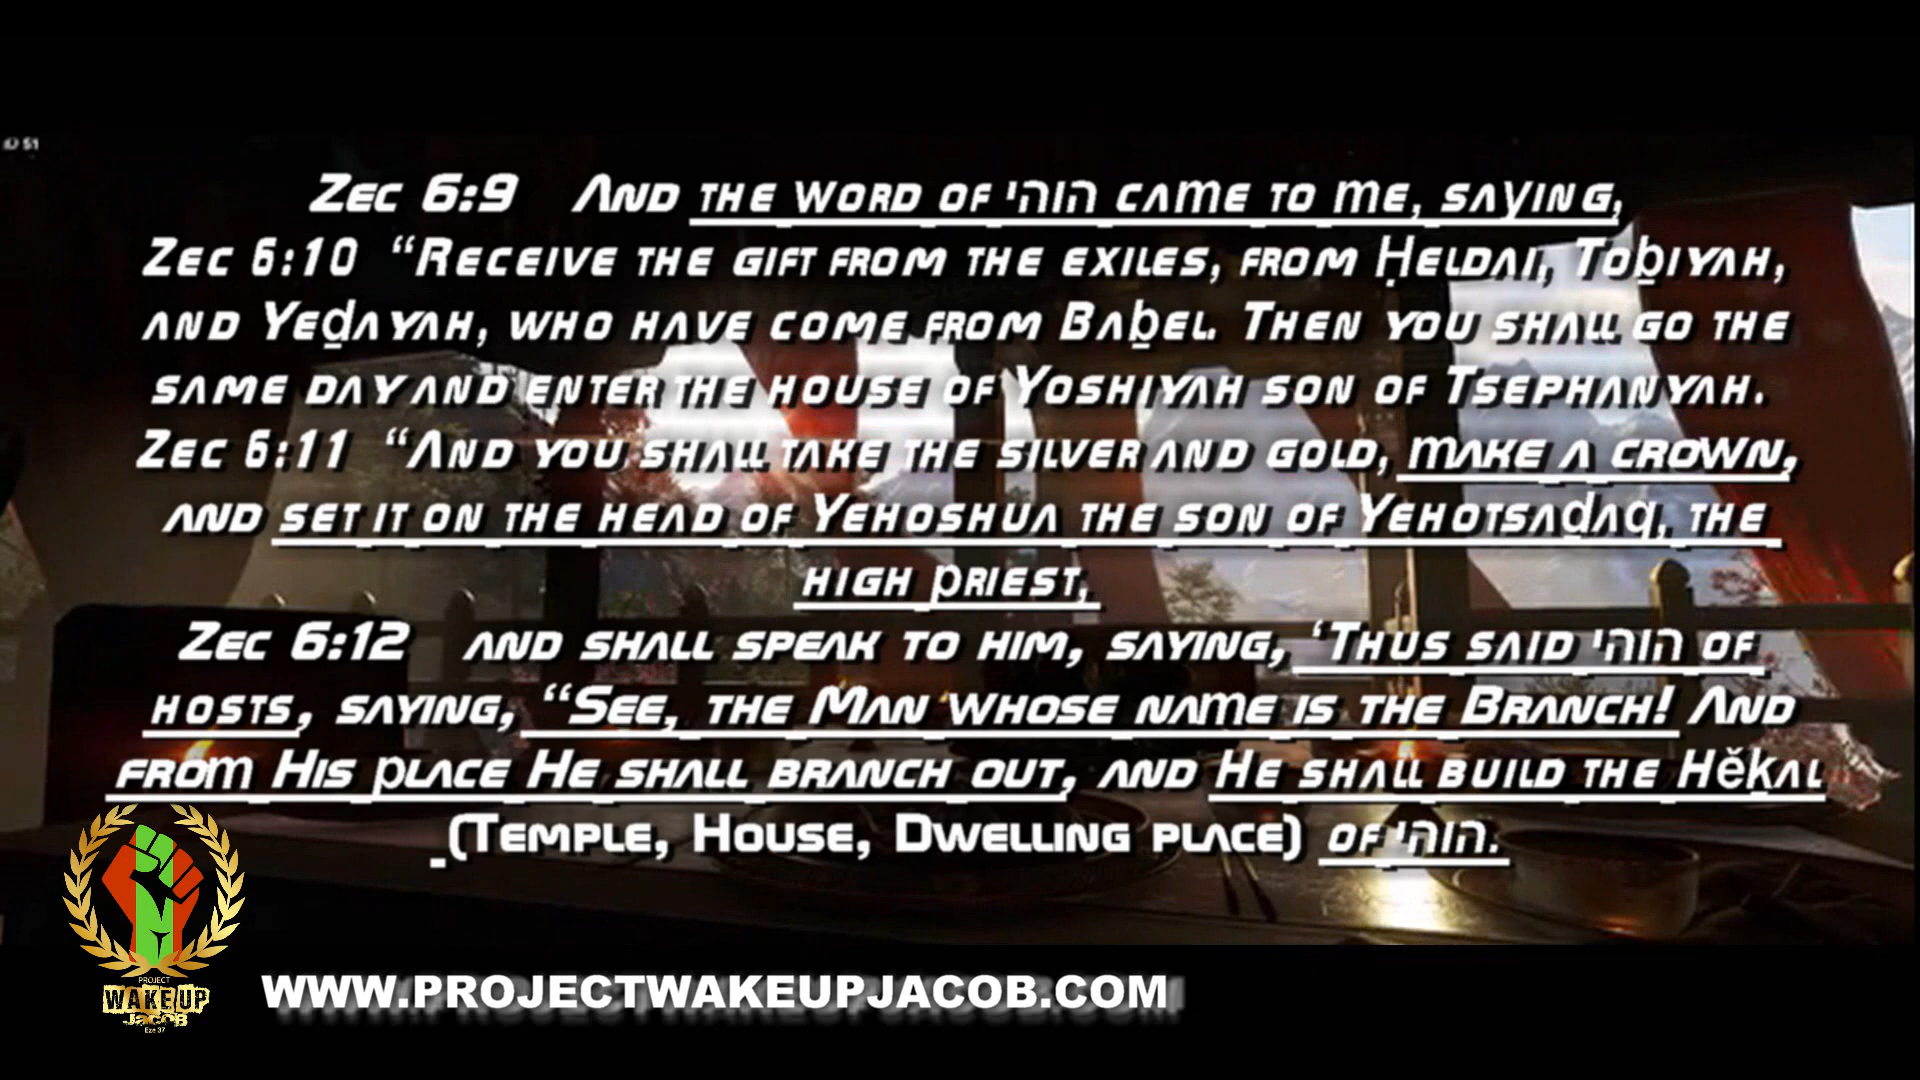 51
Zec 6:9 And the word of יהוה came to me, saying,
Zec 6:10 “Receive the gift from the exiles, from Ḥeldai, Toḇiyah,
and Yeḏayah, who have come from Baḇel. Then you shall go the
same day and enter the house of Yoshiyah son of Tsephanyah.
Zec 6:11 “And you shall take the silver and gold, make a crown,
and set it on the head of Yehoshua the son of Yehotsaḏaq, the
high priest,
Zec 6:12 and shall speak to him, saying, ‘Thus said יהוה of
hosts, saying, “See, the Man whose name is the Branch! And
from His place He shall branch out, and He shall build the Hĕḵal
(Temple, House, Dwelling place) of יהוה.
PROJECT
WAKE UP
JACOB
Eze 37
WWW.PROJECTWAKEUPJACOB.COM